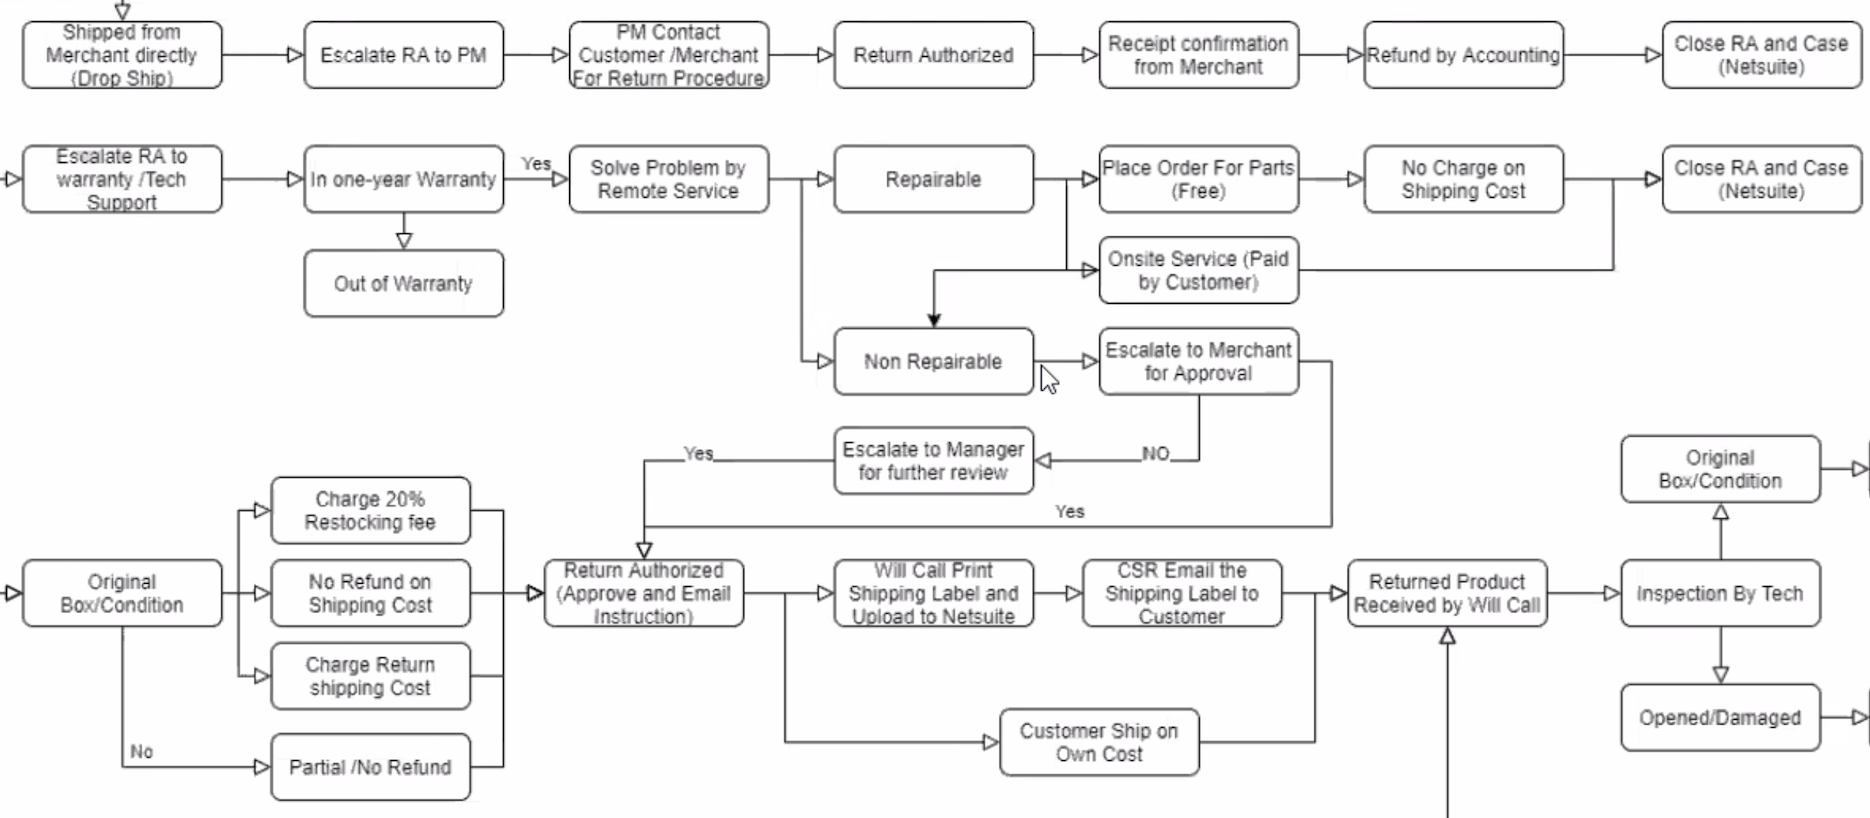 Shipped from
Merchant directly
(Drop Ship)
Escalate RA to PM
PM Contact
Customer /Merchant
For Return Procedure
Return Authorized
Receipt confirmation
from Merchant
Refund by Accounting
Close RA and Case
(Netsuite)
Escalate RA to
warranty /Tech
Support
In one-year Warranty
Yes
Solve Problem by
Remote Service
Repairable
Place Order For Parts
(Free)
No Charge on
Shipping Cost
Close RA and Case
(Netsuite)
Out of Warranty
Onsite Service (Paid
by Customer)
Non Repairable
Escalate to Merchant
for Approval
Yes
Escalate to Manager
for further review
NO
Yes
Original
Box/Condition
Charge 20%
Restocking fee
Original
Box/Condition
No Refund on
Shipping Cost
Return Authorized
(Approve and Email
Instruction)
Will Call Print
Shipping Label and
Upload to Netsuite
CSR Email the
Shipping Label to
Customer
Returned Product
Received by Will Call
Inspection By Tech
Charge Return
shipping Cost
Opened/Damaged
No
Partial /No Refund
Customer Ship on
Own Cost